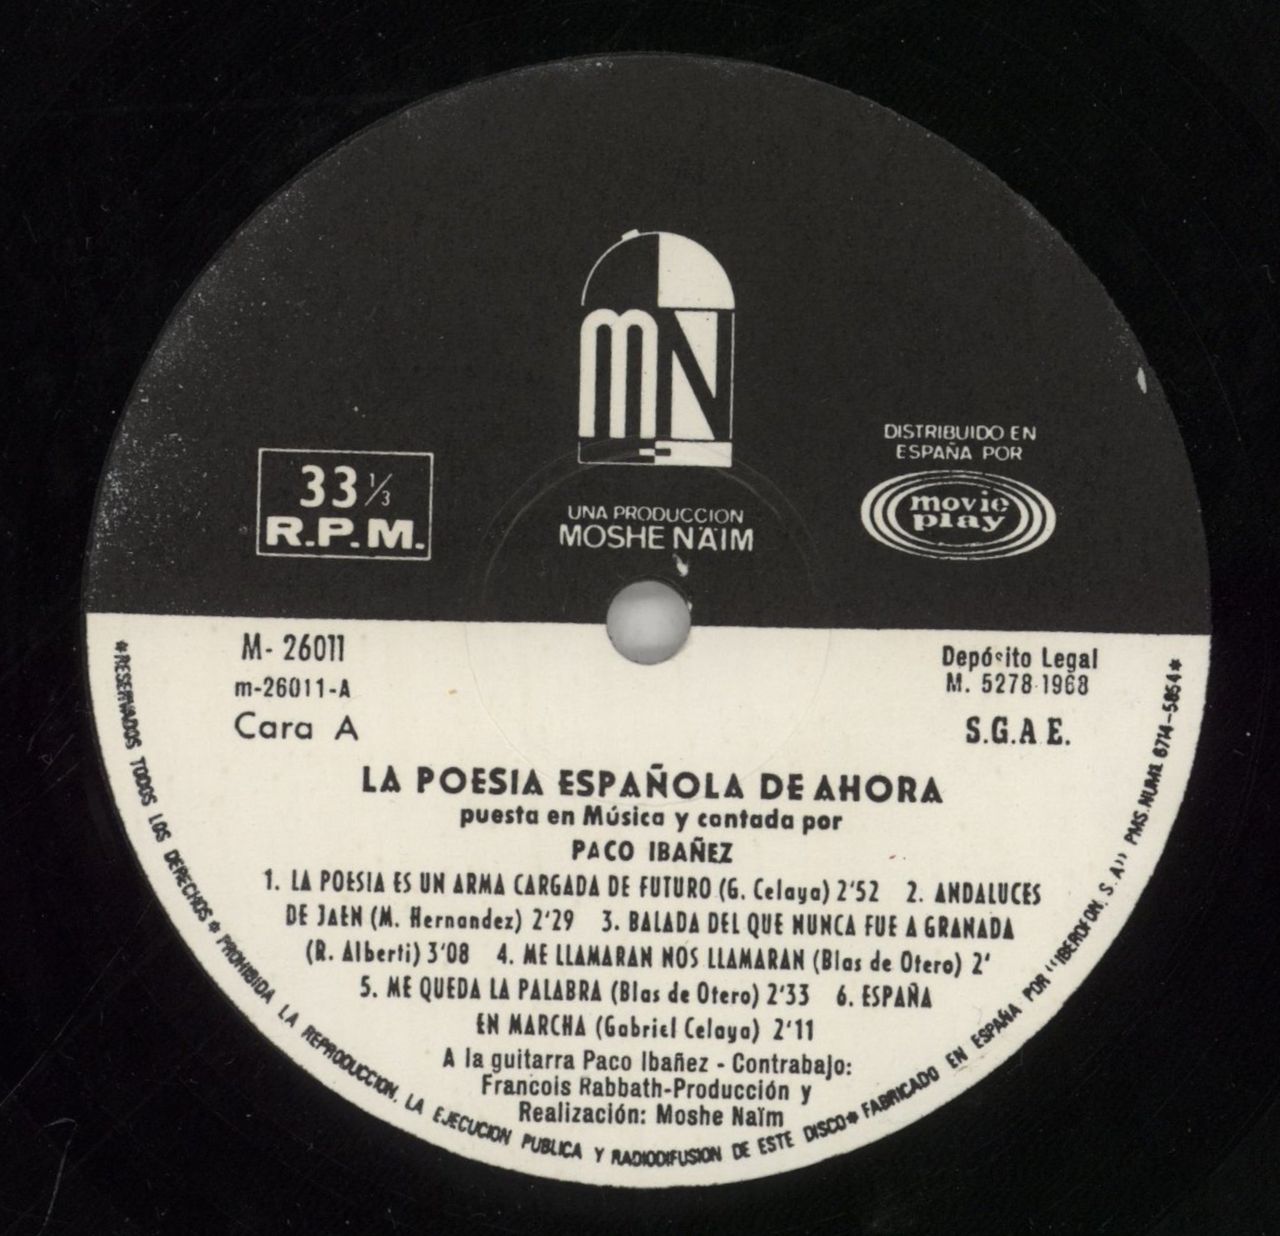 MN
DISTRIBUIDO EN
ESPAÑA POR
movie
play
33 1/3
R.P.M.
UNA PRODUCCION
MOSHE NAÏM
M- 26011
m-26011-A
Cara A
Depósito Legal
M. 5278-1968
S.G.A E.
LA POESIA ESPAÑOLA DE AHORA
puesta en Música y cantada por
PACO IBAÑEZ
1. LA POESIA ES UN ARMA CARGADA DE FUTURO (G. Celaya) 2'52 2. ANDALUCES
DE JAEN (M. Hernandez) 2'29 3. BALADA DEL QUE NUNCA FUE A GRANADA
(R. Alberti) 3'08 4. ME LLAMARAN NOS LLAMARAN (Blas de Otero) 2'
5. ME QUEDA LA PALABRA (Blas de Otero) 2'33 6. ESPAÑA
EN MARCHA (Gabriel Celaya) 2'11
A la guitarra Paco Ibañez - Contrabajo:
Francois Rabbath-Producción y
Realización: Moshe Naïm
*RESERVADOS TODOS LOS DERECHOS* PROHIBIDA LA REPRODUCCION, LA EJECUCION PUBLICA Y RADIODIFUSION DE ESTE DISCO* FABRICADO EN ESPAÑA POR "IBEROFON, S. A" PMS. NUM1 6714-5854*